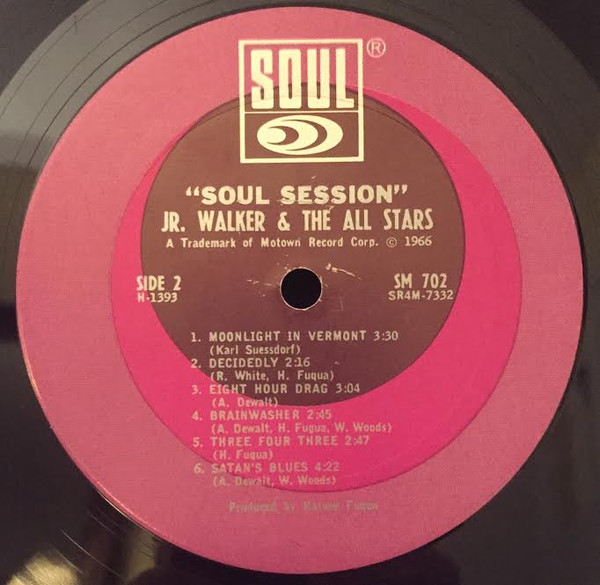 SOUL ®
"SOUL SESSION"
JR. WALKER & THE ALL STARS
A Trademark of Motown Record Corp. © 1966
SIDE 2 SM 702
H-1393 SR4M-7332
1. MOONLIGHT IN VERMONT 3:30
(Karl Suessdorf)
2. DECIDEDLY 2:16
(R. White, H. Fuqua)
3. EIGHT HOUR DRAG 3:04
(A. Dewalt)
4. BRAINWASHER 2:45
(A. Dewalt, H. Fuqua, W. Woods)
5. THREE FOUR THREE 2:47
(H. Fuqua)
6. SATAN'S BLUES 4:22
(A. Dewalt, W. Woods)
Produced by Harvey Fuqua